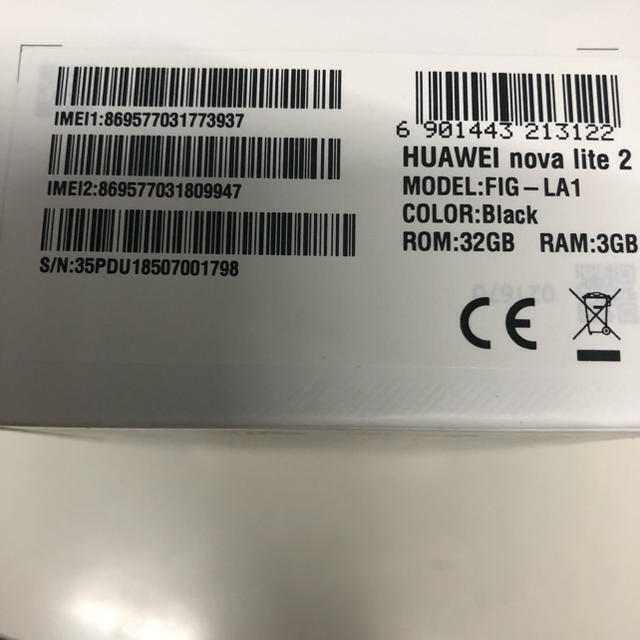 IMEI1:869577031773937
IMEI2:869577031809947
S/N:35PDU18507001798
6 901443 213122
HUAWEI nova lite 2
MODEL:FIG-LA1
COLOR:Black
ROM:32GB RAM:3GB
CE